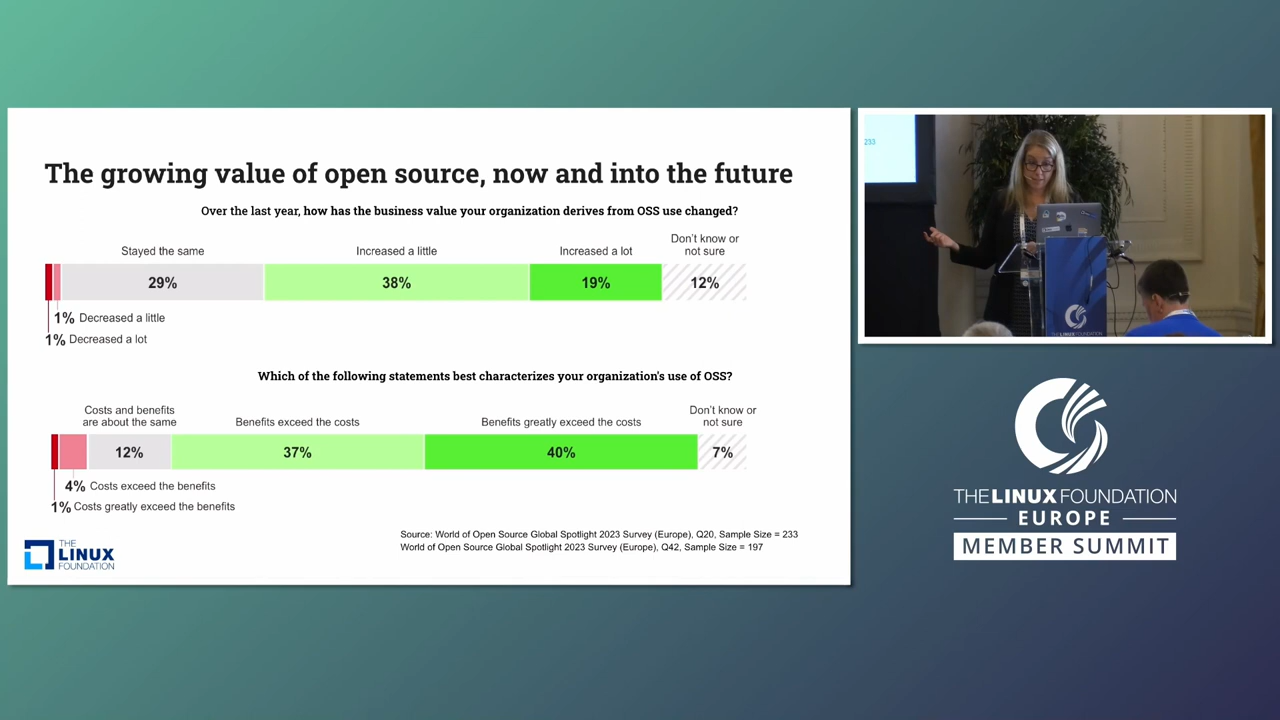 The growing value of open source, now and into the future
Over the last year, how has the business value your organization derives from OSS use changed?
Stayed the same
Increased a little
Increased a lot
Don't know or
not sure
29%
38%
19%
12%
1% Decreased a little
1% Decreased a lot
Which of the following statements best characterizes your organization's use of OSS?
Costs and benefits
are about the same
Benefits exceed the costs
Benefits greatly exceed the costs
Don't know or
not sure
12%
37%
40%
7%
4% Costs exceed the benefits
1% Costs greatly exceed the benefits
Source: World of Open Source Global Spotlight 2023 Survey (Europe), Q20, Sample Size = 233
World of Open Source Global Spotlight 2023 Survey (Europe), Q42, Sample Size = 197
THE
LINUX
FOUNDATION
233
THE LINUX FOUNDATION
THE LINUX FOUNDATION
EUROPE
MEMBER SUMMIT